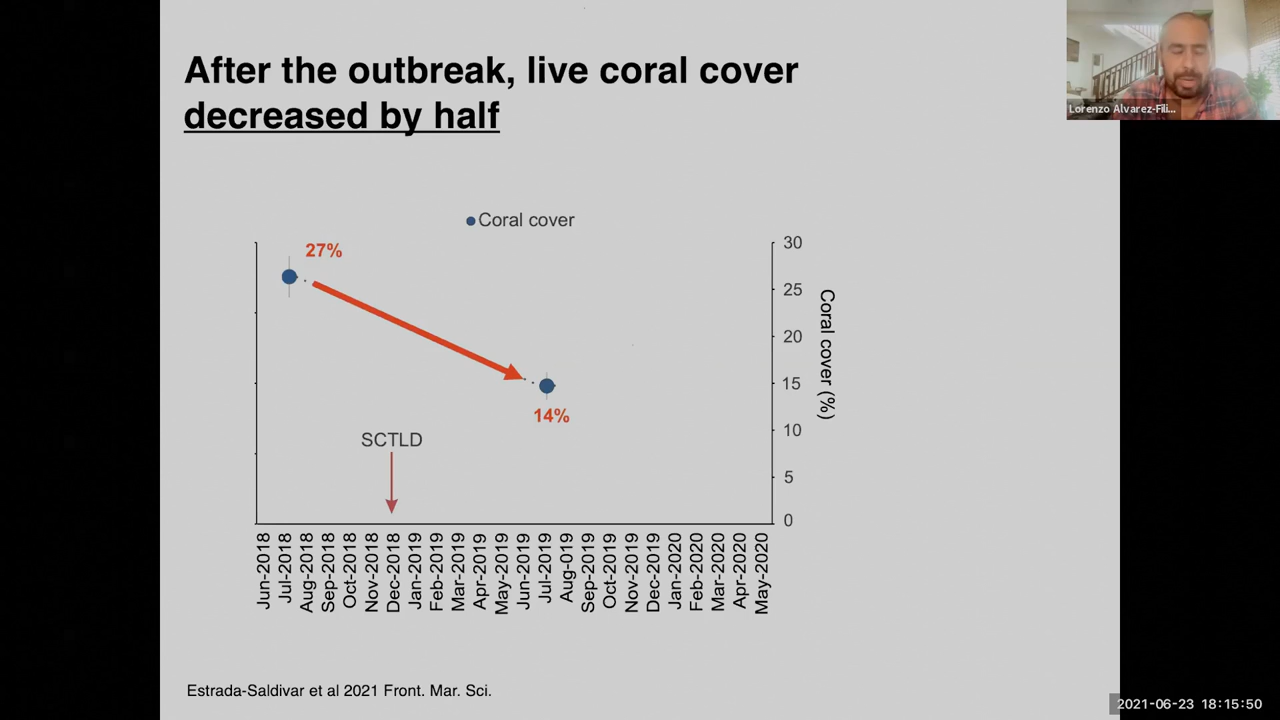 After the outbreak, live coral cover
decreased by half
Lorenzo Alvarez-Fili...
Coral cover
27%
14%
SCTLD
30
25
20
15
10
5
0
Coral cover (%)
Jun-2018
Jul-2018
Aug-2018
Sep-2018
Oct-2018
Nov-2018
Dec-2018
Jan-2019
Feb-2019
Mar-2019
Apr-2019
May-2019
Jun-2019
Jul-2019
Aug-019
Sep-2019
Oct-2019
Nov-2019
Dec-2019
Jan-2020
Feb-2020
Mar-2020
Apr-2020
May-2020
Estrada-Saldivar et al 2021 Front. Mar. Sci.
2021-06-23 18:15:50